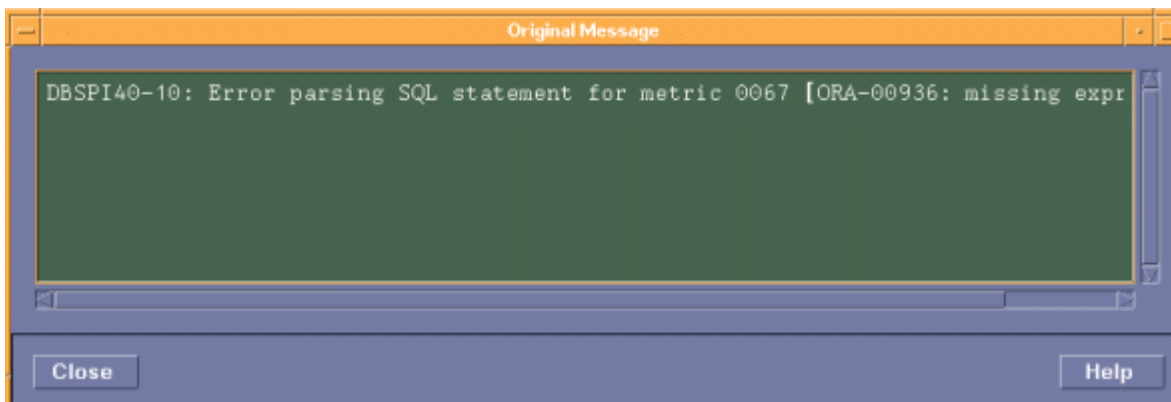 Original Message
DBSPI40-10: Error parsing SQL statement for metric 0067 [ORA-00936: missing expr
Close
Help